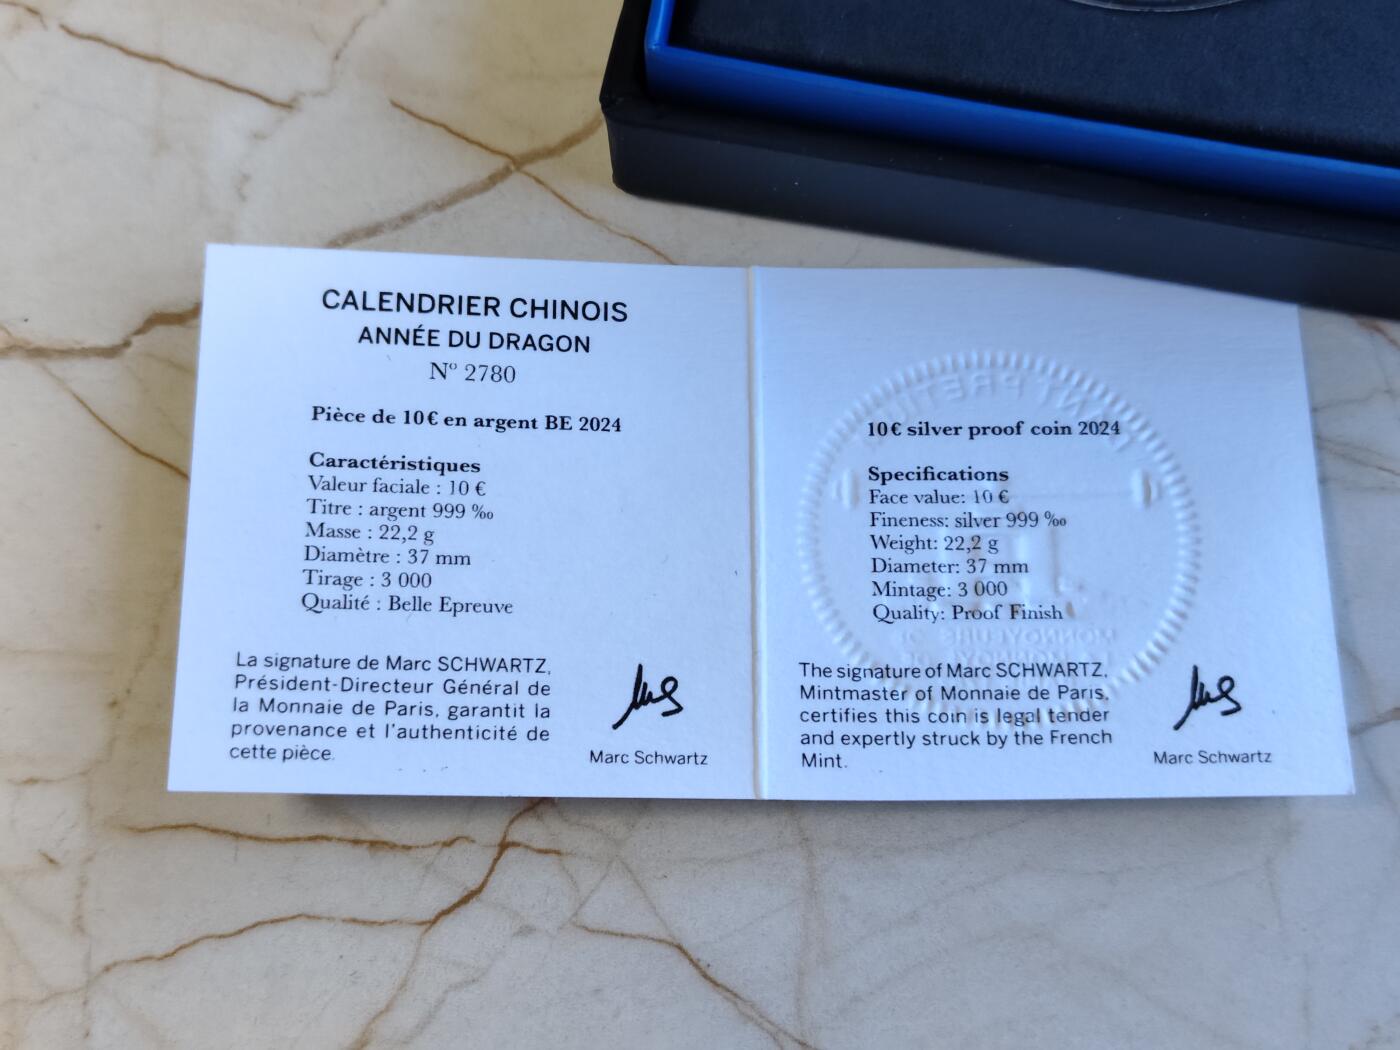 CALENDRIER CHINOIS
ANNÉE DU DRAGON
Nº 2780
Pièce de 10 € en argent BE 2024
Caractéristiques
Valeur faciale : 10 €
Titre : argent 999 ‰
Masse : 22,2 g
Diamètre : 37 mm
Tirage : 3 000
Qualité : Belle Epreuve
La signature de Marc SCHWARTZ,
Président-Directeur Général de
la Monnaie de Paris, garantit la
provenance et l'authenticité de
cette pièce.
Marc Schwartz
10 € silver proof coin 2024
Specifications
Face value: 10 €
Fineness: silver 999 ‰
Weight: 22,2 g
Diameter: 37 mm
Mintage: 3 000
Quality: Proof Finish
The signature of Marc SCHWARTZ,
Mintmaster of Monnaie de Paris,
certifies this coin is legal tender
and expertly struck by the French
Mint.
Marc Schwartz